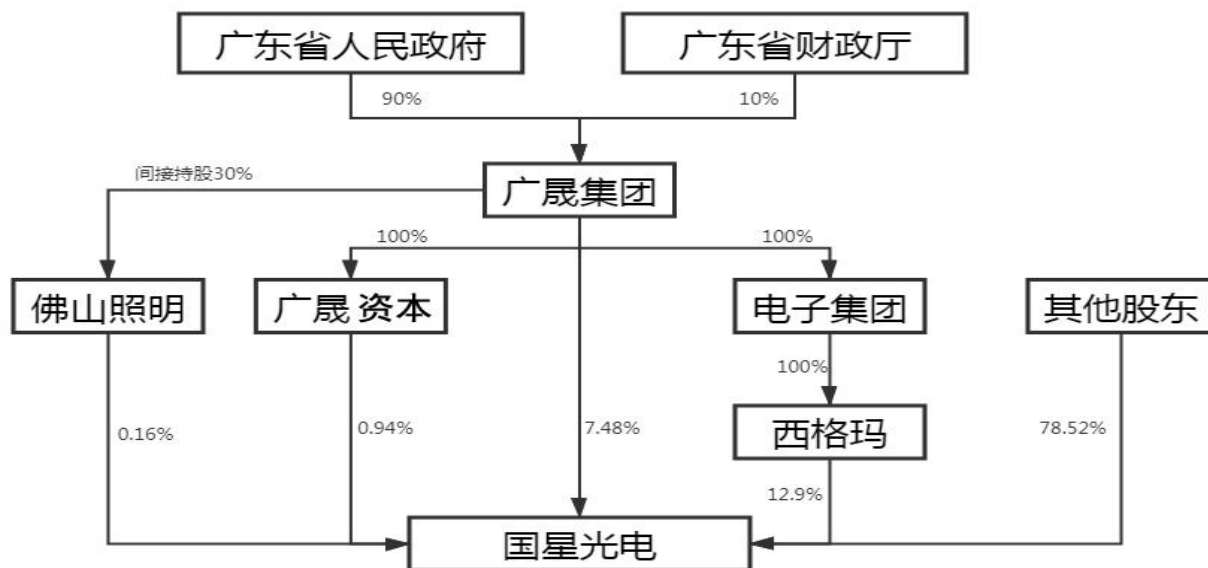 广东省人民政府
广东省财政厅
90%
10%
间接持股30%
广晟集团
100%
100%
佛山照明
广晟资本
电子集团
其他股东
100%
0.16%
0.94%
7.48%
西格玛
78.52%
12.9%
国星光电